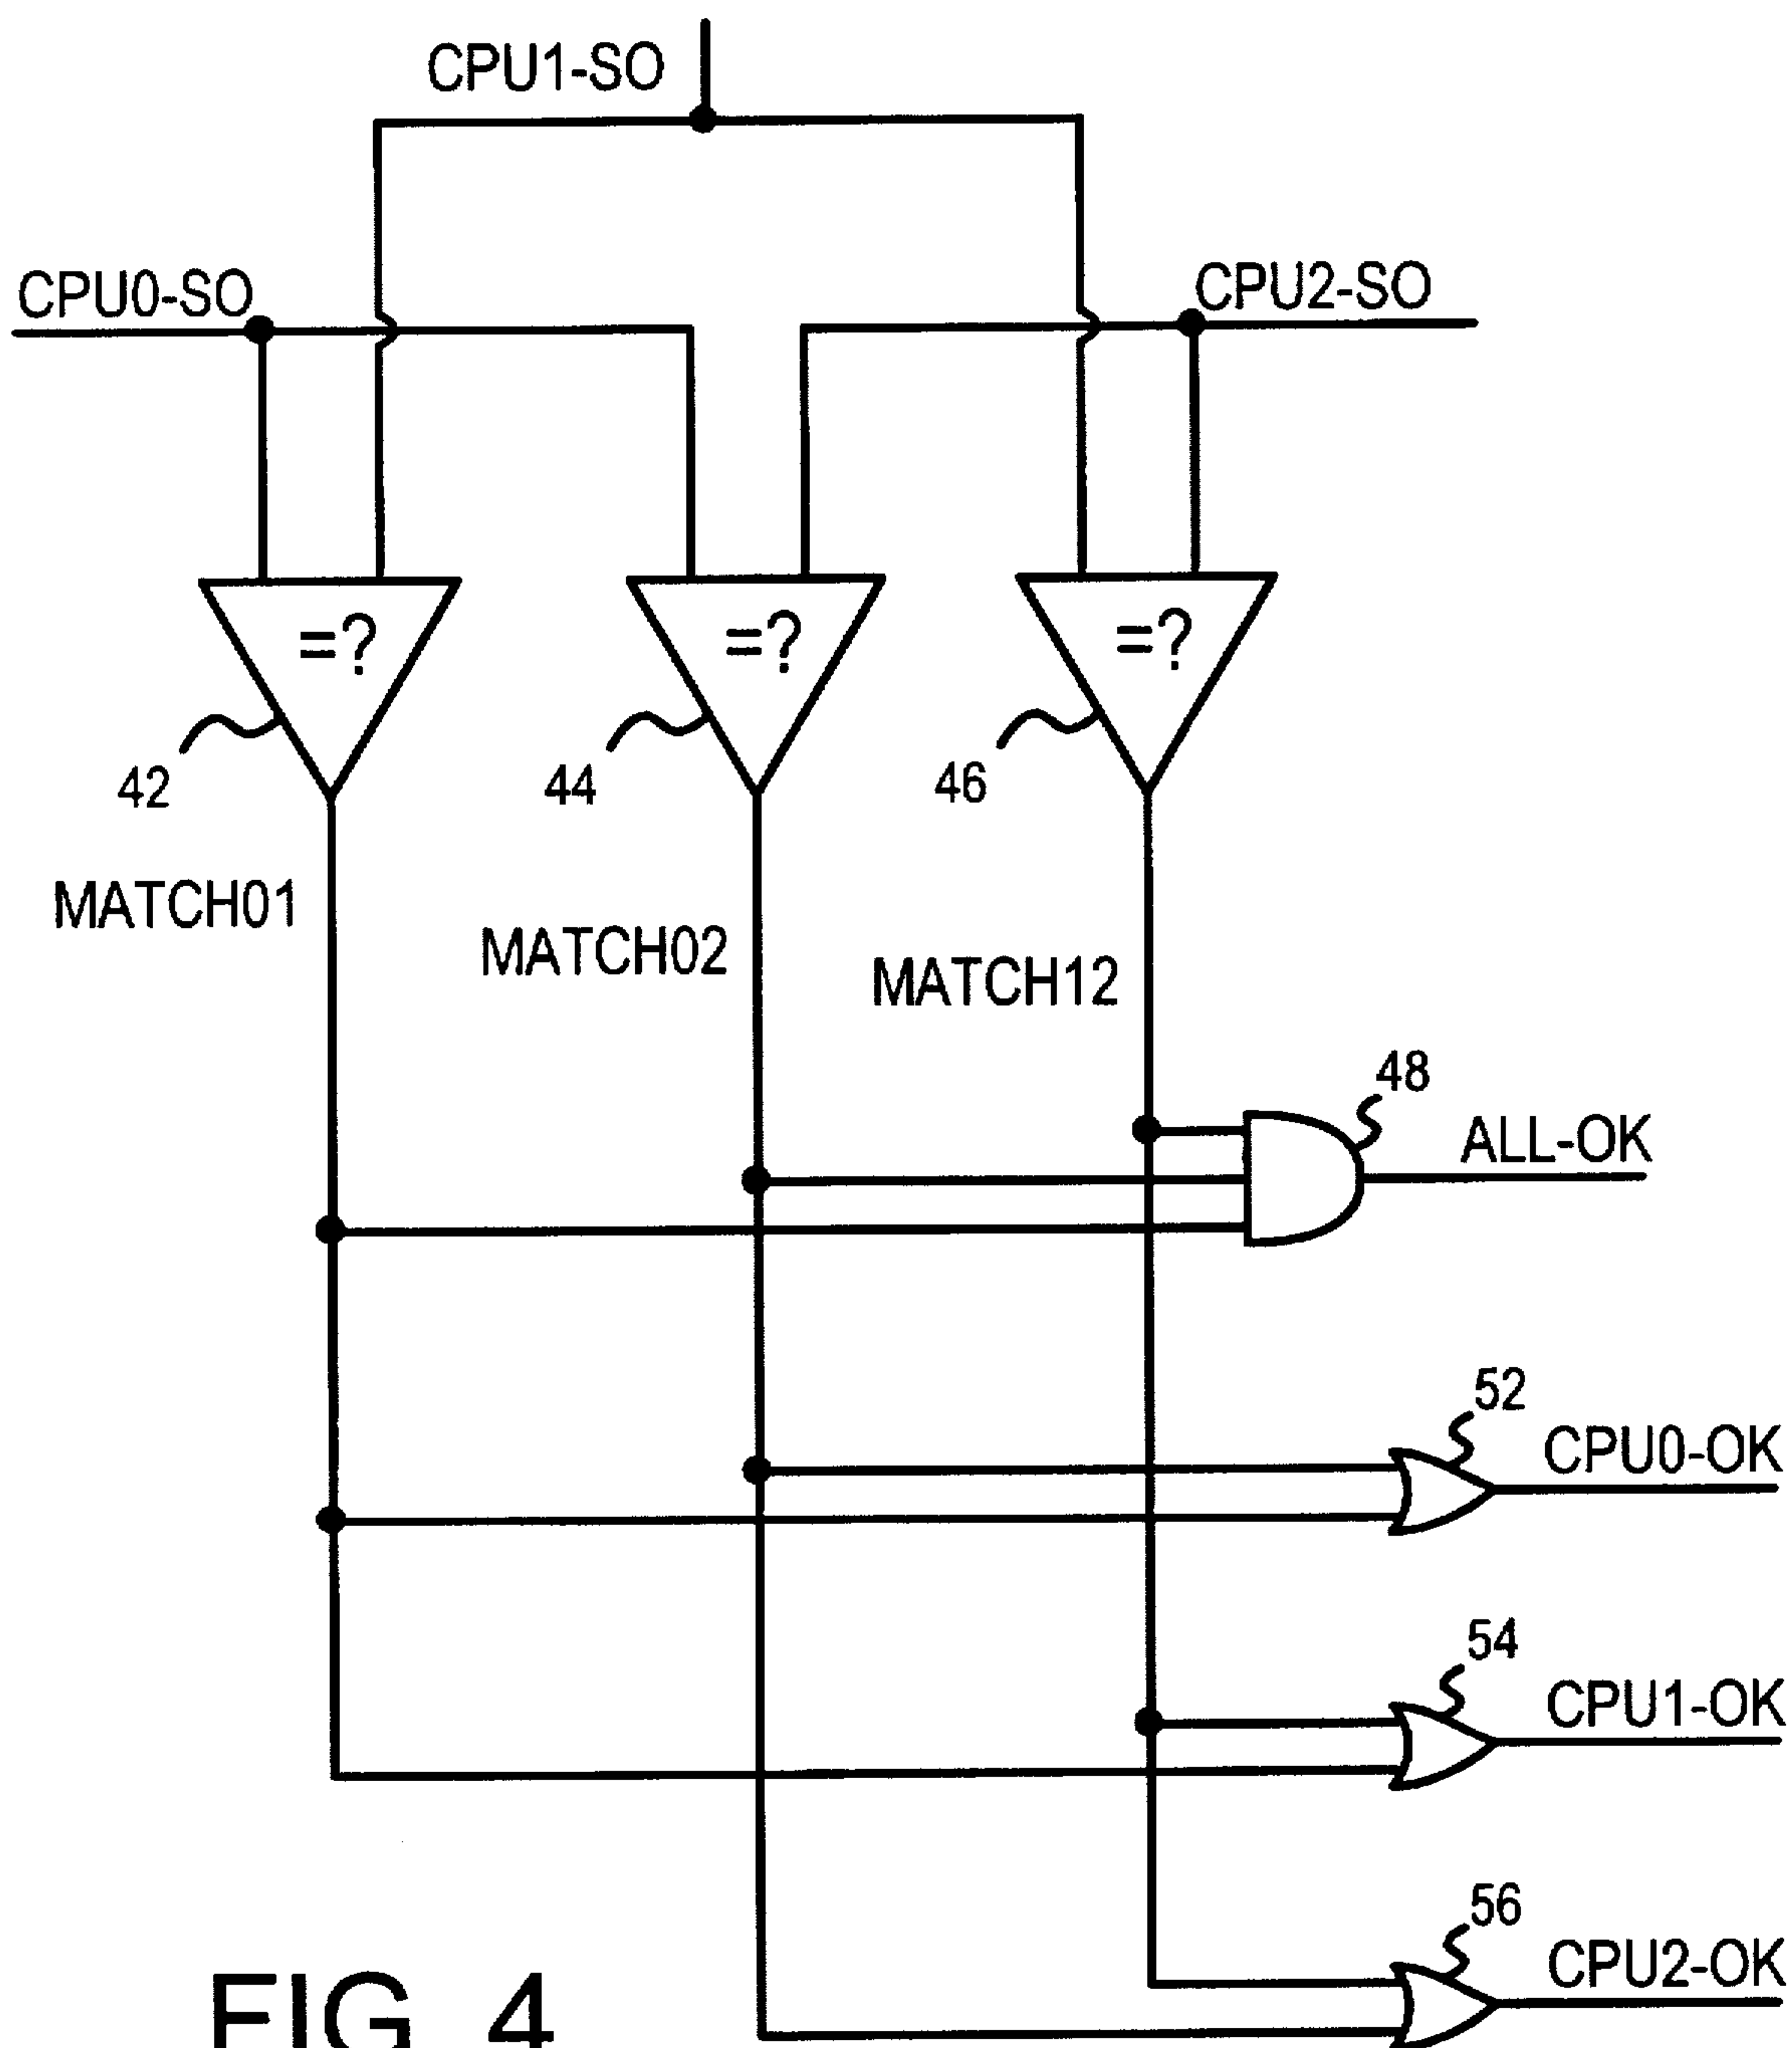 CPU1-SO
CPU0-SO
CPU2-SO
=?
=?
=?
42
44
46
MATCH01
MATCH02
MATCH12
48
ALL-OK
52
CPU0-OK
54
CPU1-OK
56
CPU2-OK
FIG. 4